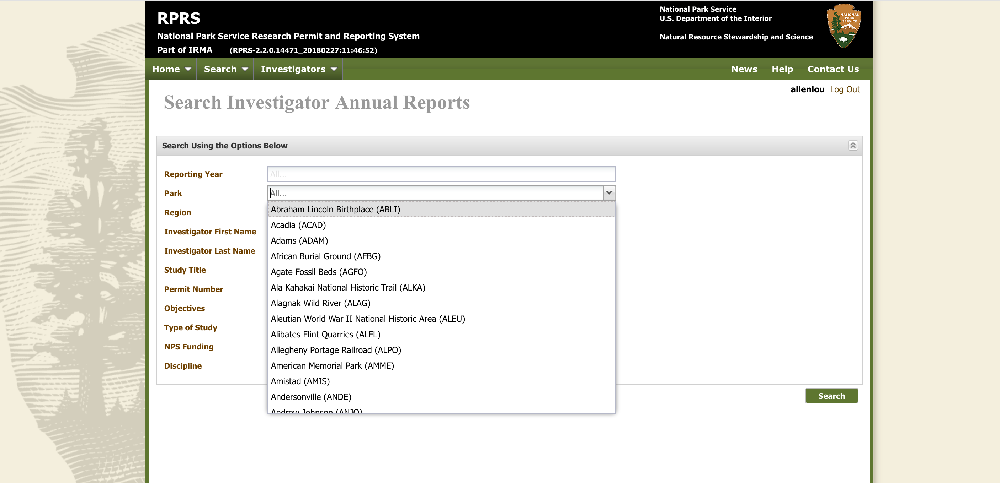 RPRS
National Park Service Research Permit and Reporting System
Part of IRMA (RPRS-2.2.0.14471_20180227:11:46:52)
National Park Service
U.S. Department of the Interior
Natural Resource Stewardship and Science
NATIONAL
PARK
SERVICE
Home Search Investigators News Help Contact Us
allenlou Log Out
Search Investigator Annual Reports
Search Using the Options Below
Reporting Year All...
Park All...
Region
Investigator First Name
Investigator Last Name
Study Title
Permit Number
Objectives
Type of Study
NPS Funding
Discipline
Abraham Lincoln Birthplace (ABLI)
Acadia (ACAD)
Adams (ADAM)
African Burial Ground (AFBG)
Agate Fossil Beds (AGFO)
Ala Kahakai National Historic Trail (ALKA)
Alagnak Wild River (ALAG)
Aleutian World War II National Historic Area (ALEU)
Alibates Flint Quarries (ALFL)
Allegheny Portage Railroad (ALPO)
American Memorial Park (AMME)
Amistad (AMIS)
Andersonville (ANDE)
Andrew Johnson (ANJO)
Search